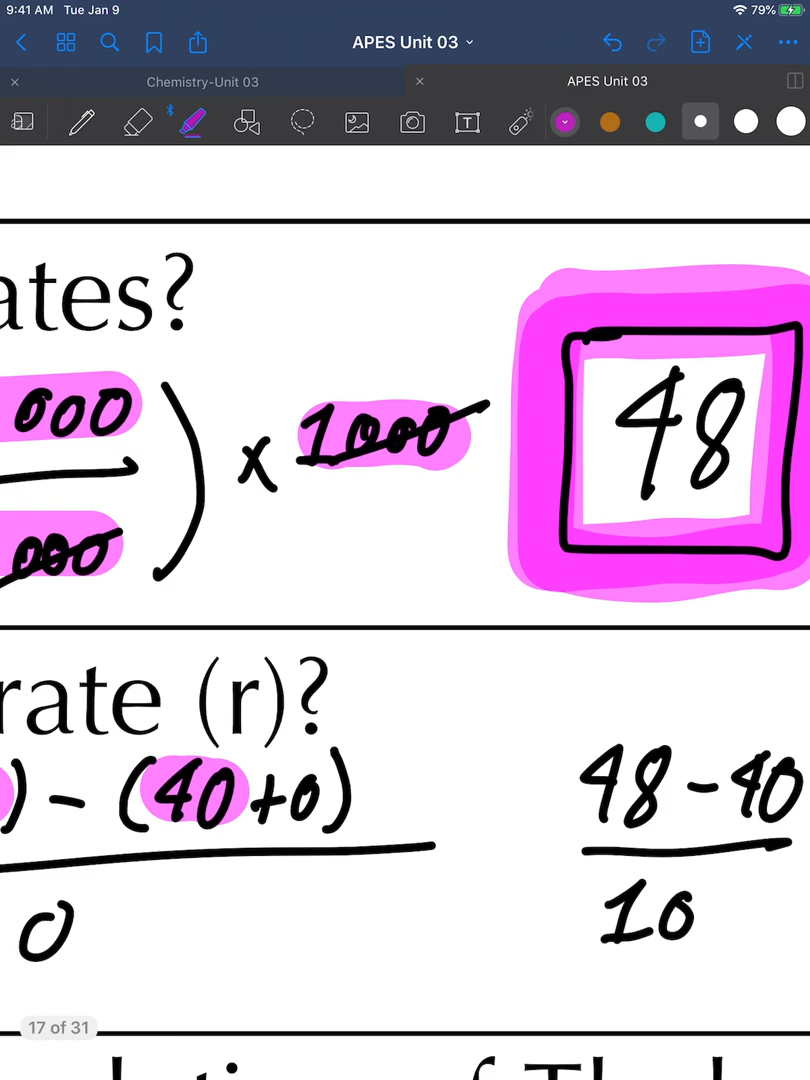 9:41 AM Tue Jan 9 79%
APES Unit 03
Chemistry-Unit 03 APES Unit 03
T
ates?
000
000 ) x 1000 48
rate (r)?
) - (40+0)
0
48-40
10
17 of 31